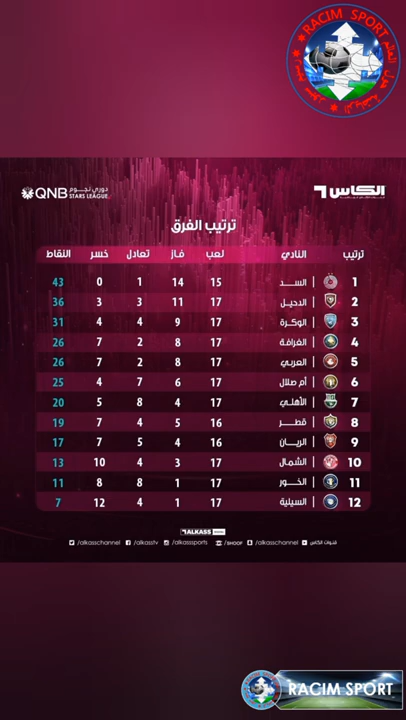 RACIM SPORT
دوري نجوم
QNB STARS LEAGUE
الكاس
ترتيب الفرق
ترتيب النادي لعب فاز تعادل خسر النقاط
1 السد 15 14 1 0 43
2 الدحيل 17 11 3 3 36
3 الوكرة 17 9 4 4 31
4 الغرافة 17 8 2 7 26
5 العربي 17 8 2 7 26
6 أم صلال 17 6 7 4 25
7 الأهلي 17 4 8 5 20
8 قطر 16 5 4 7 19
9 الريان 16 4 5 7 17
10 الشمال 17 3 4 10 13
11 الخور 17 1 8 8 11
12 السيلية 17 1 4 12 7
ALKASS
/alkasschannel /alkasstv /alkasssports /SHOOF /alkasschannel قنوات الكاس
RACIM SPORT